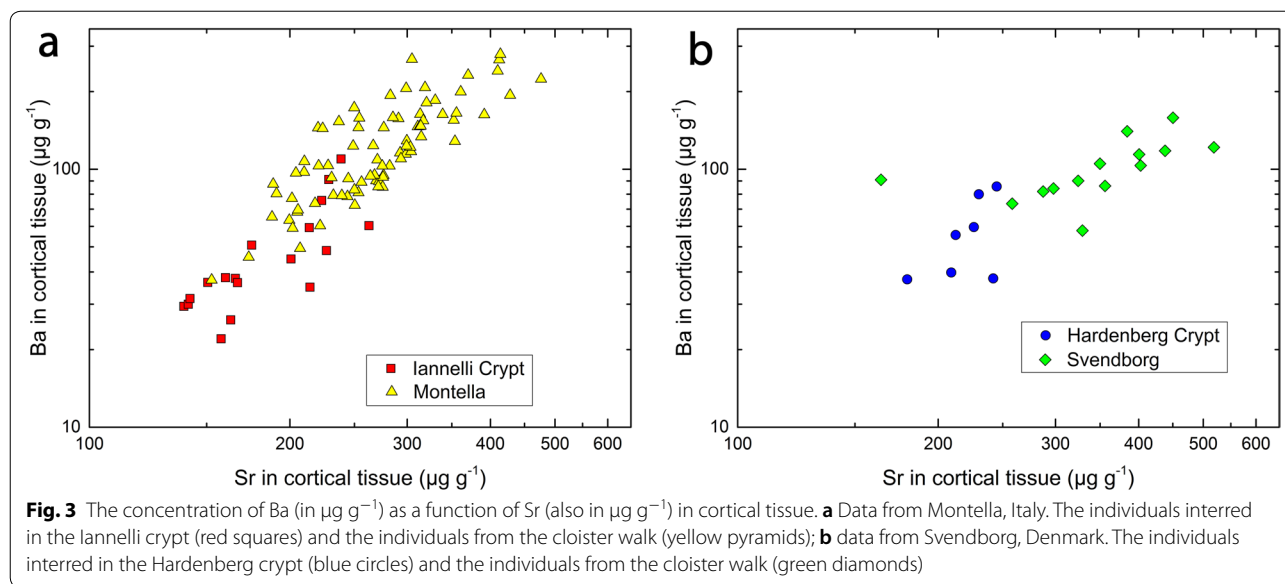 a
Ba in cortical tissue (µg g⁻¹)
100
10
100
200
300
400
500
600
Sr in cortical tissue (µg g⁻¹)
Iannelli Crypt
Montella
b
Ba in cortical tissue (µg g⁻¹)
100
10
100
200
300
400
500
600
Sr in cortical tissue (µg g⁻¹)
Hardenberg Crypt
Svendborg
Fig. 3 The concentration of Ba (in µg g⁻¹) as a function of Sr (also in µg g⁻¹) in cortical tissue. a Data from Montella, Italy. The individuals interred
in the Iannelli crypt (red squares) and the individuals from the cloister walk (yellow pyramids); b data from Svendborg, Denmark. The individuals
interred in the Hardenberg crypt (blue circles) and the individuals from the cloister walk (green diamonds)